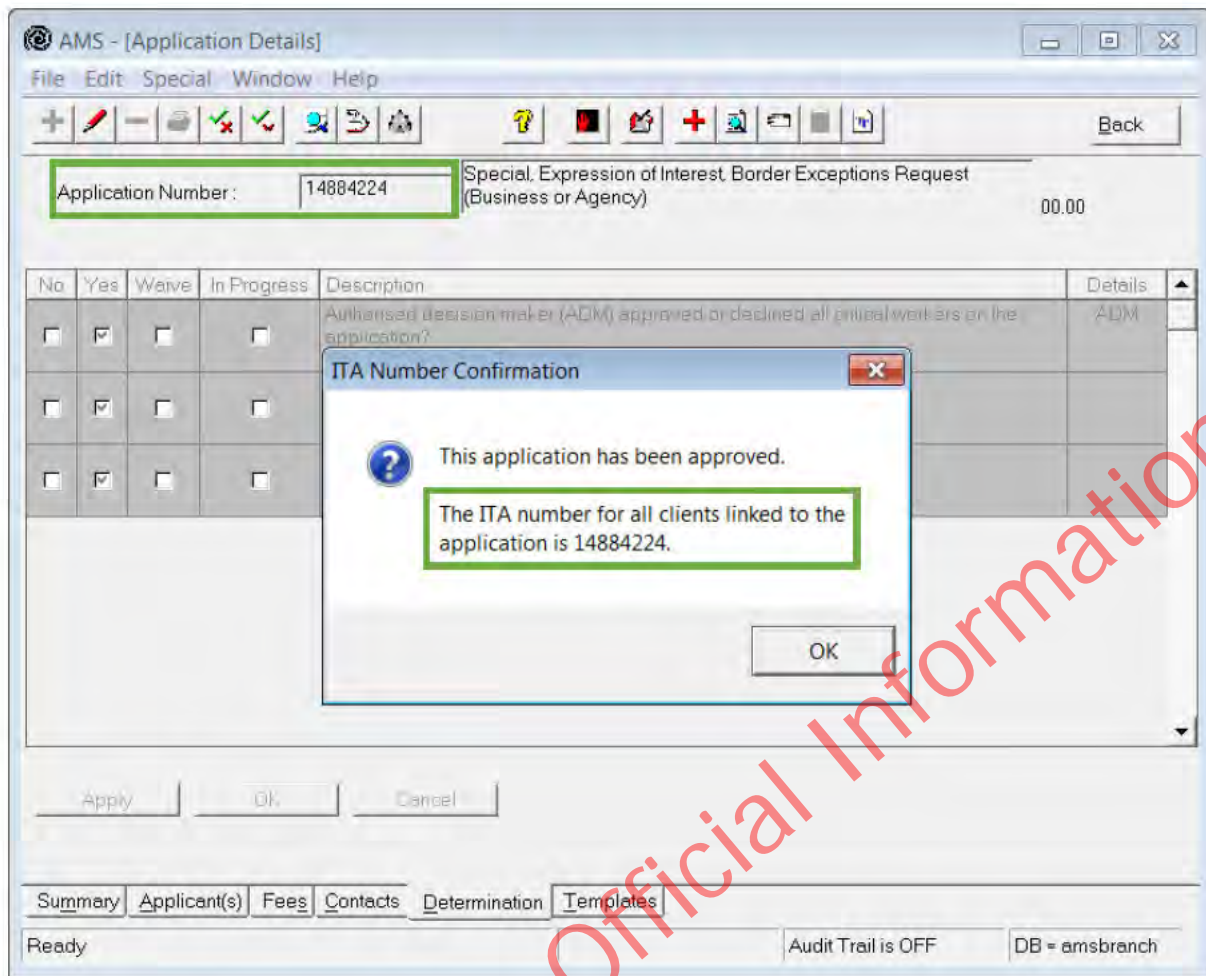 AMS - [Application Details]
File Edit Special Window Help
Back
Application Number : 14884224
Special, Expression of Interest, Border Exceptions Request
(Business or Agency)
00.00
No Yes Waive In Progress Description Details
Authorised decision maker (ADM) approved or declined all critical workers on the
application?
ADM
ITA Number Confirmation
This application has been approved.
The ITA number for all clients linked to the
application is 14884224.
OK
Apply OK Cancel
Summary Applicant(s) Fees Contacts Determination Templates
Ready Audit Trail is OFF DB = amsbranch
Official Information